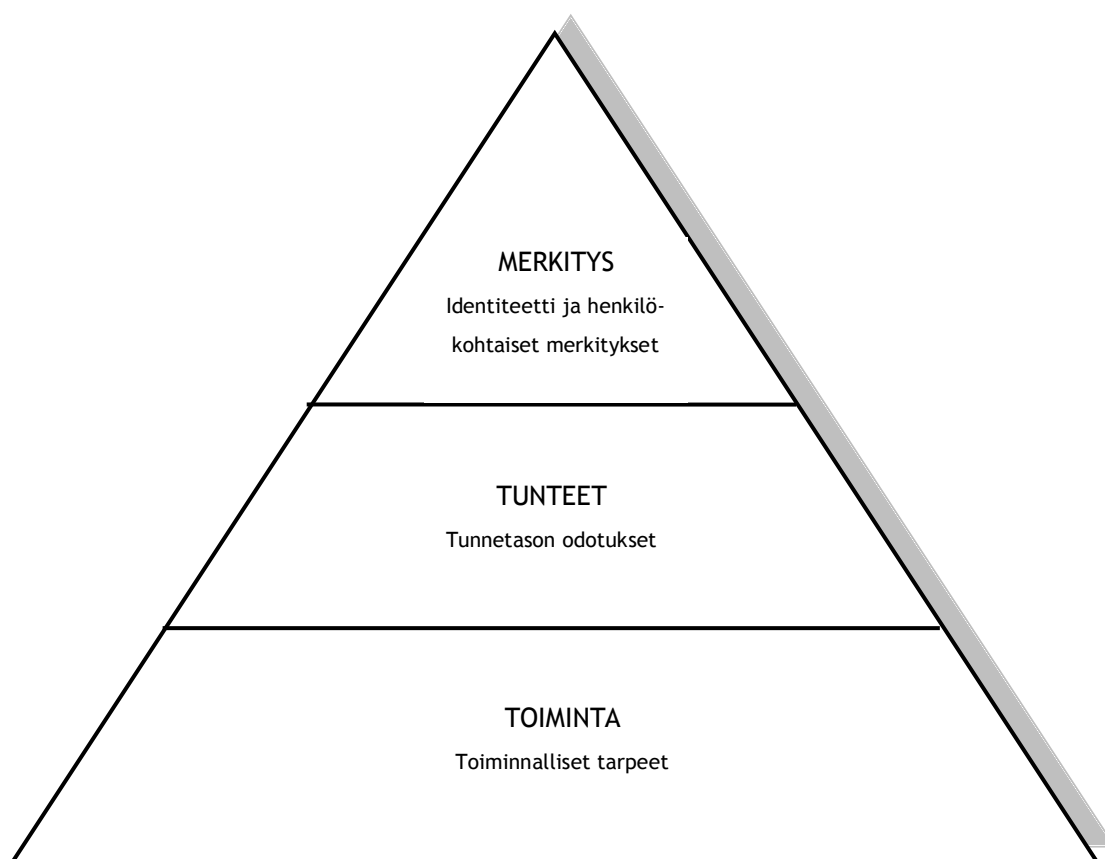 MERKITYS
Identiteetti ja henkilö-
kohtaiset merkitykset
TUNTEET
Tunnetason odotukset
TOIMINTA
Toiminnalliset tarpeet